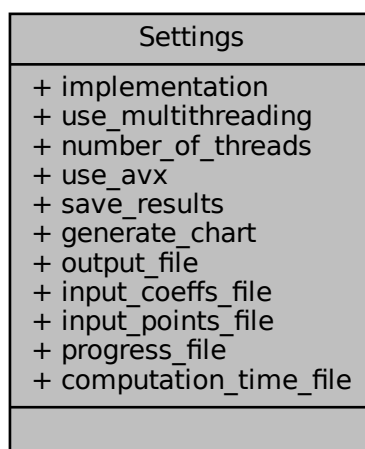 Settings
+ implementation
+ use_multithreading
+ number_of_threads
+ use_avx
+ save_results
+ generate_chart
+ output_file
+ input_coeffs_file
+ input_points_file
+ progress_file
+ computation_time_file